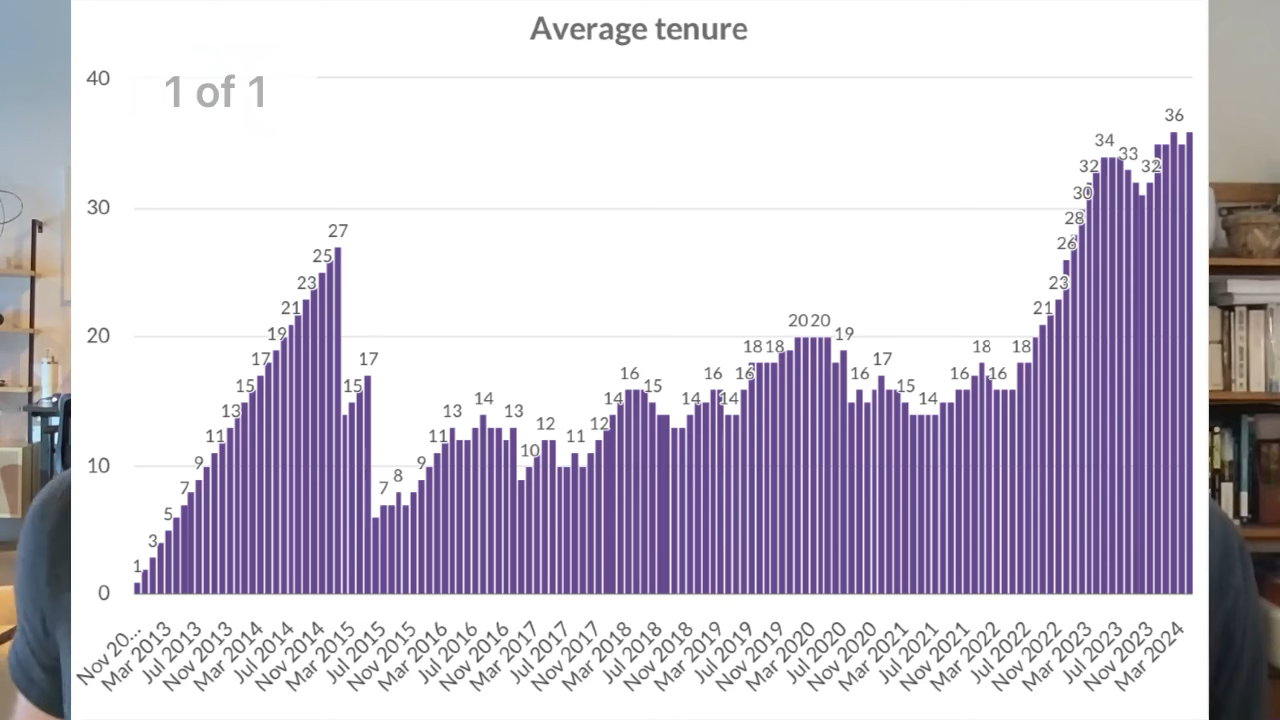 Average tenure
1 of 1
40
30
20
10
0
1
3
5
7
9
11
13
15
17
19
21
23
25
27
15
17
7
8
9
11
13
14
13
10
12
11
12
14
16
15
14
16
14
16
18
18
20
20
19
16
17
15
14
16
18
16
18
21
23
26
28
30
32
34
33
32
36
Nov 20...
Mar 2013
Jul 2013
Nov 2013
Mar 2014
Jul 2014
Nov 2014
Mar 2015
Jul 2015
Nov 2015
Mar 2016
Jul 2016
Nov 2016
Mar 2017
Jul 2017
Nov 2017
Mar 2018
Jul 2018
Nov 2018
Mar 2019
Jul 2019
Nov 2019
Mar 2020
Jul 2020
Nov 2020
Mar 2021
Jul 2021
Nov 2021
Mar 2022
Jul 2022
Nov 2022
Mar 2023
Jul 2023
Nov 2023
Mar 2024